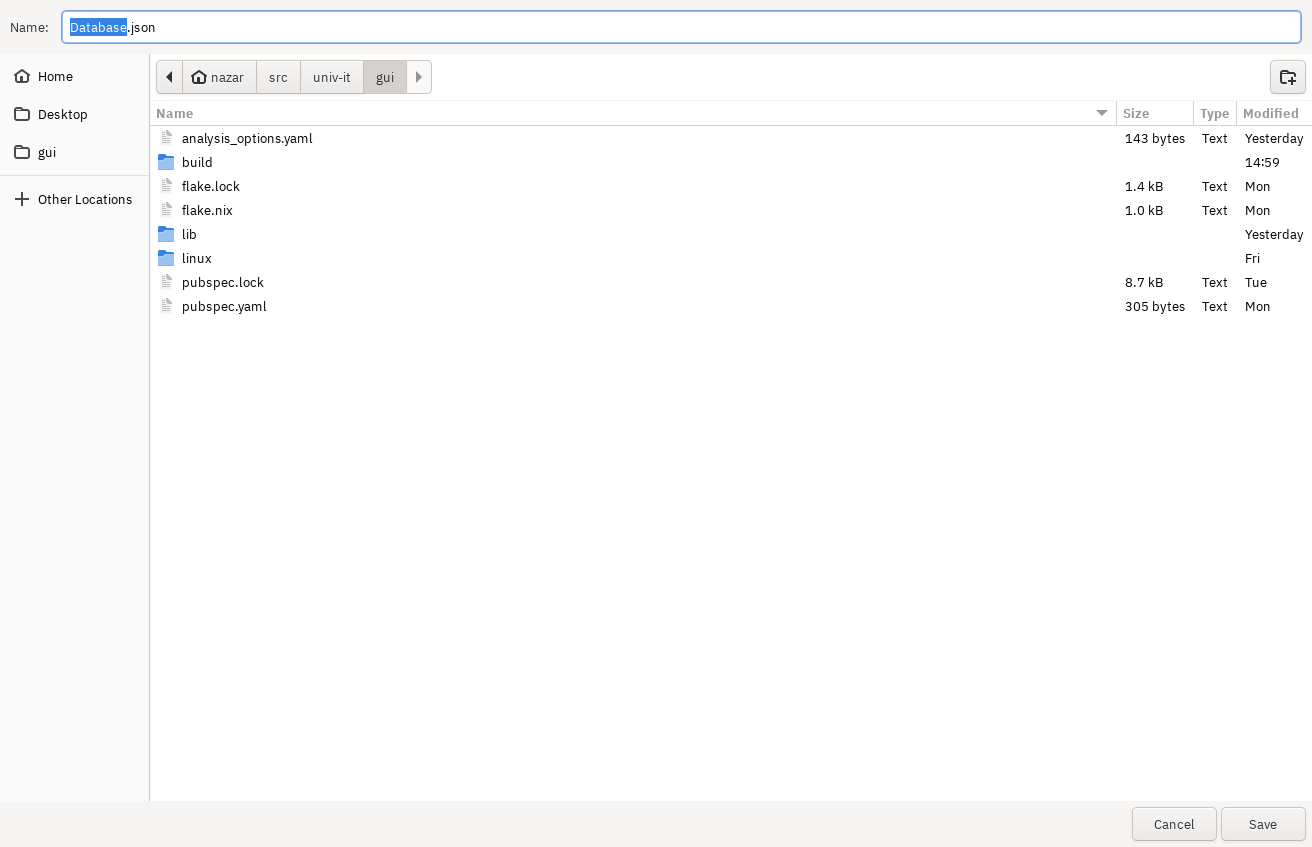 Name: Database.json
Home
Desktop
gui
Other Locations
nazar src univ-it gui
Name Size Type Modified
analysis_options.yaml 143 bytes Text Yesterday
build 14:59
flake.lock 1.4 kB Text Mon
flake.nix 1.0 kB Text Mon
lib Yesterday
linux Fri
pubspec.lock 8.7 kB Text Tue
pubspec.yaml 305 bytes Text Mon
Cancel Save